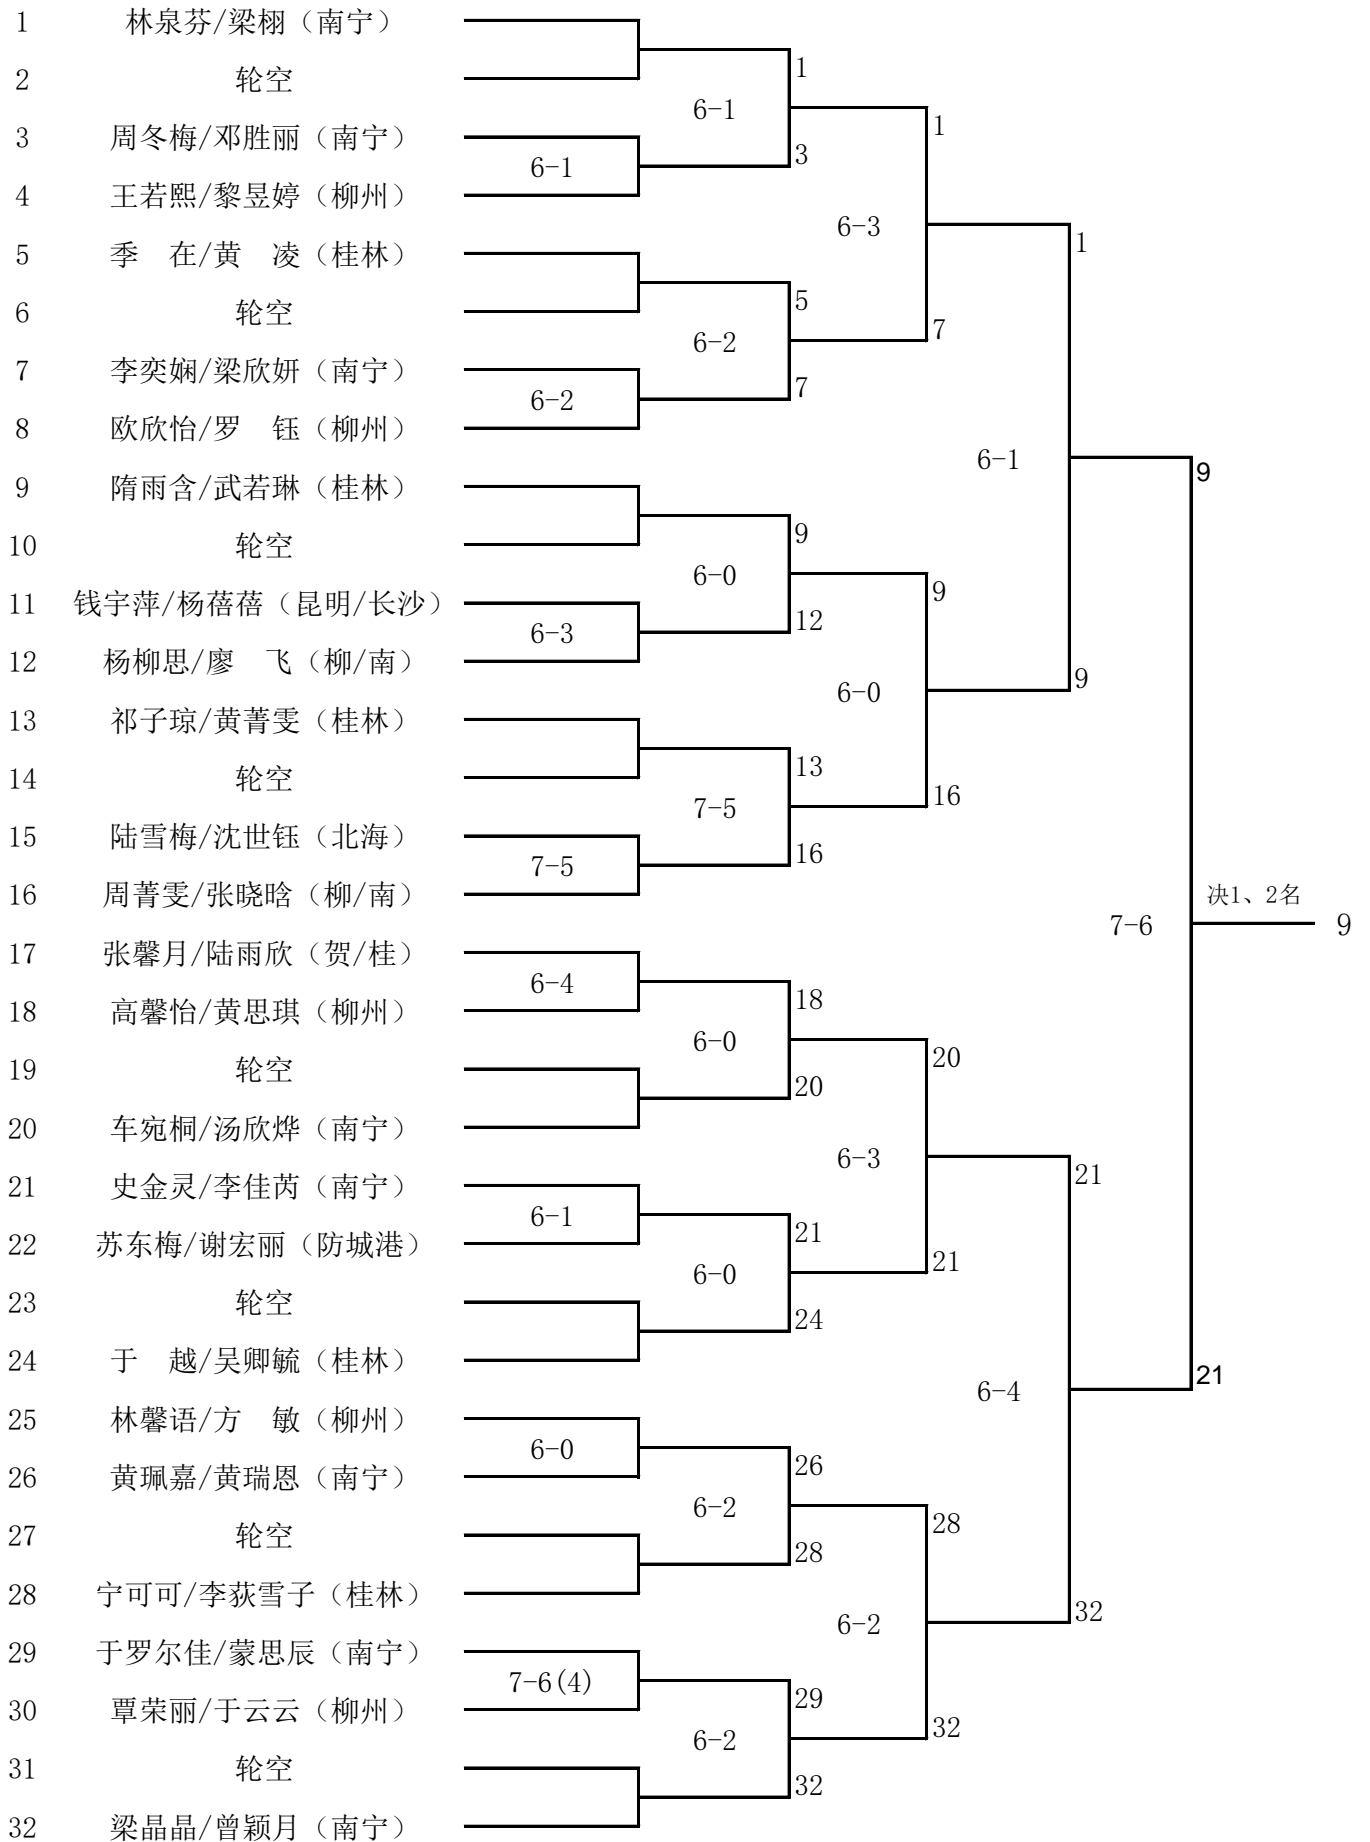 1 林泉芬/梁栩（南宁）
1
2 轮空
6-1
1
3 周冬梅/邓胜丽（南宁）
3
6-1
4 王若熙/黎昱婷（柳州）
6-3
1
5 季　在/黄　凌（桂林）
5
6 轮空
7
6-2
7 李奕娴/梁欣妍（南宁）
7
6-2
8 欧欣怡/罗　钰（柳州）
6-1
9
9 隋雨含/武若琳（桂林）
9
10 轮空
6-0
9
11 钱宇萍/杨蓓蓓（昆明/长沙）
12
6-3
12 杨柳思/廖　飞（柳/南）
9
6-0
13 祁子琼/黄菁雯（桂林）
13
14 轮空
16
7-5
15 陆雪梅/沈世钰（北海）
16
7-5
16 周菁雯/张晓晗（柳/南）
决1、2名
7-6
9
17 张馨月/陆雨欣（贺/桂）
6-4
18
18 高馨怡/黄思琪（柳州）
6-0
20
19 轮空
20
20 车宛桐/汤欣烨（南宁）
6-3
21
21 史金灵/李佳芮（南宁）
6-1
21
22 苏东梅/谢宏丽（防城港）
21
6-0
23 轮空
24
24 于　越/吴卿毓（桂林）
21
6-4
25 林馨语/方　敏（柳州）
6-0
26
26 黄珮嘉/黄瑞恩（南宁）
6-2
28
27 轮空
28
28 宁可可/李荻雪子（桂林）
32
6-2
29 于罗尔佳/蒙思辰（南宁）
7-6(4)
29
30 覃荣丽/于云云（柳州）
32
6-2
31 轮空
32
32 梁晶晶/曾颖月（南宁）